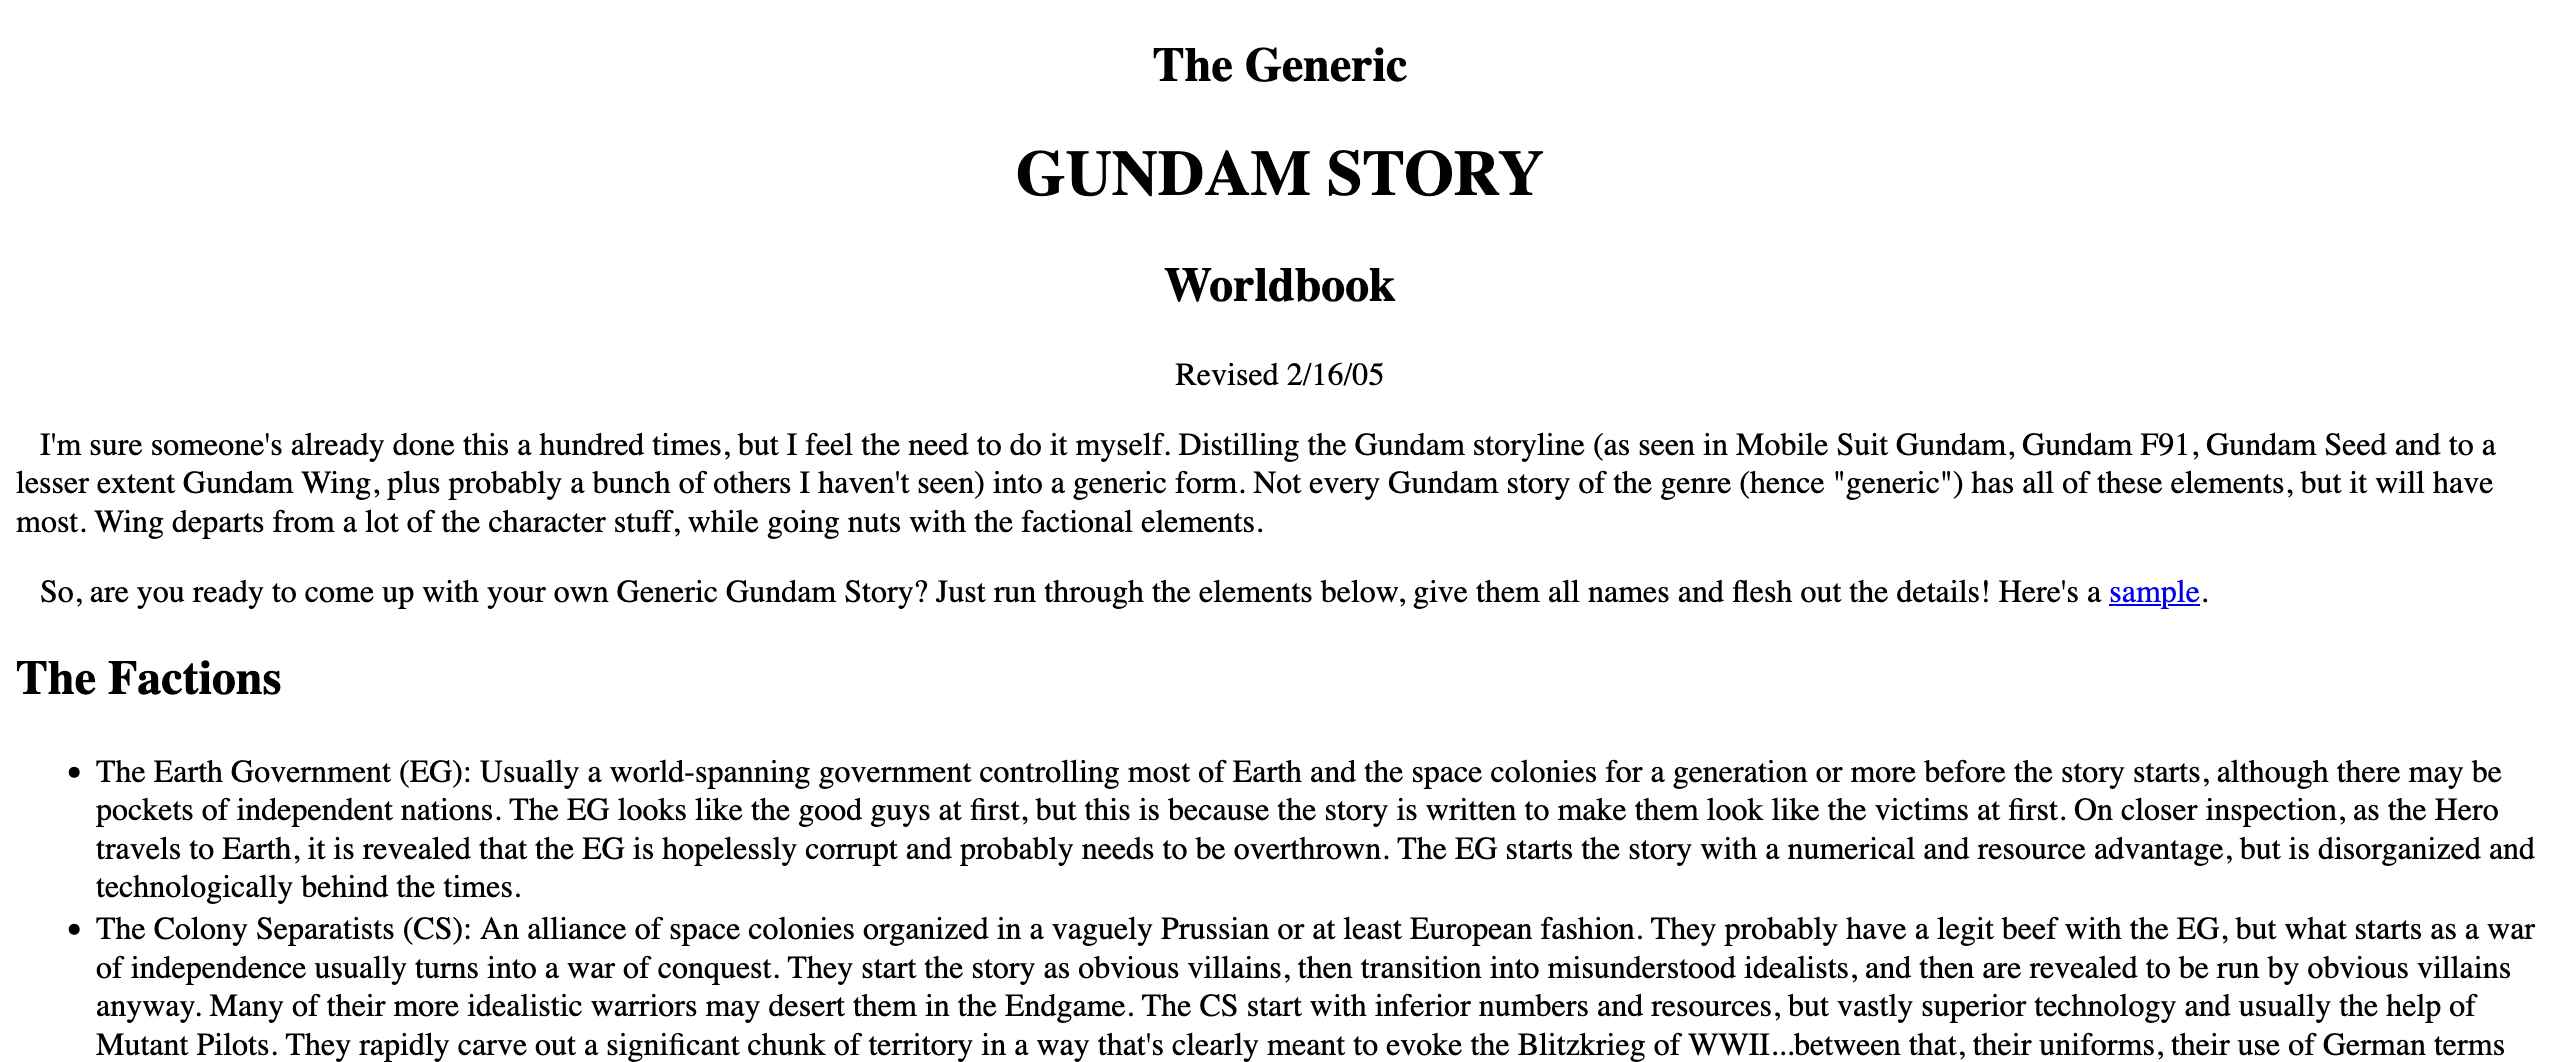 The Generic
GUNDAM STORY
Worldbook
Revised 2/16/05
I'm sure someone's already done this a hundred times, but I feel the need to do it myself. Distilling the Gundam storyline (as seen in Mobile Suit Gundam, Gundam F91, Gundam Seed and to a
lesser extent Gundam Wing, plus probably a bunch of others I haven't seen) into a generic form. Not every Gundam story of the genre (hence "generic") has all of these elements, but it will have
most. Wing departs from a lot of the character stuff, while going nuts with the factional elements.
So, are you ready to come up with your own Generic Gundam Story? Just run through the elements below, give them all names and flesh out the details! Here's a sample.
The Factions
• The Earth Government (EG): Usually a world-spanning government controlling most of Earth and the space colonies for a generation or more before the story starts, although there may be
pockets of independent nations. The EG looks like the good guys at first, but this is because the story is written to make them look like the victims at first. On closer inspection, as the Hero
travels to Earth, it is revealed that the EG is hopelessly corrupt and probably needs to be overthrown. The EG starts the story with a numerical and resource advantage, but is disorganized and
technologically behind the times.
• The Colony Separatists (CS): An alliance of space colonies organized in a vaguely Prussian or at least European fashion. They probably have a legit beef with the EG, but what starts as a war
of independence usually turns into a war of conquest. They start the story as obvious villains, then transition into misunderstood idealists, and then are revealed to be run by obvious villains
anyway. Many of their more idealistic warriors may desert them in the Endgame. The CS start with inferior numbers and resources, but vastly superior technology and usually the help of
Mutant Pilots. They rapidly carve out a significant chunk of territory in a way that's clearly meant to evoke the Blitzkrieg of WWII...between that, their uniforms, their use of German terms